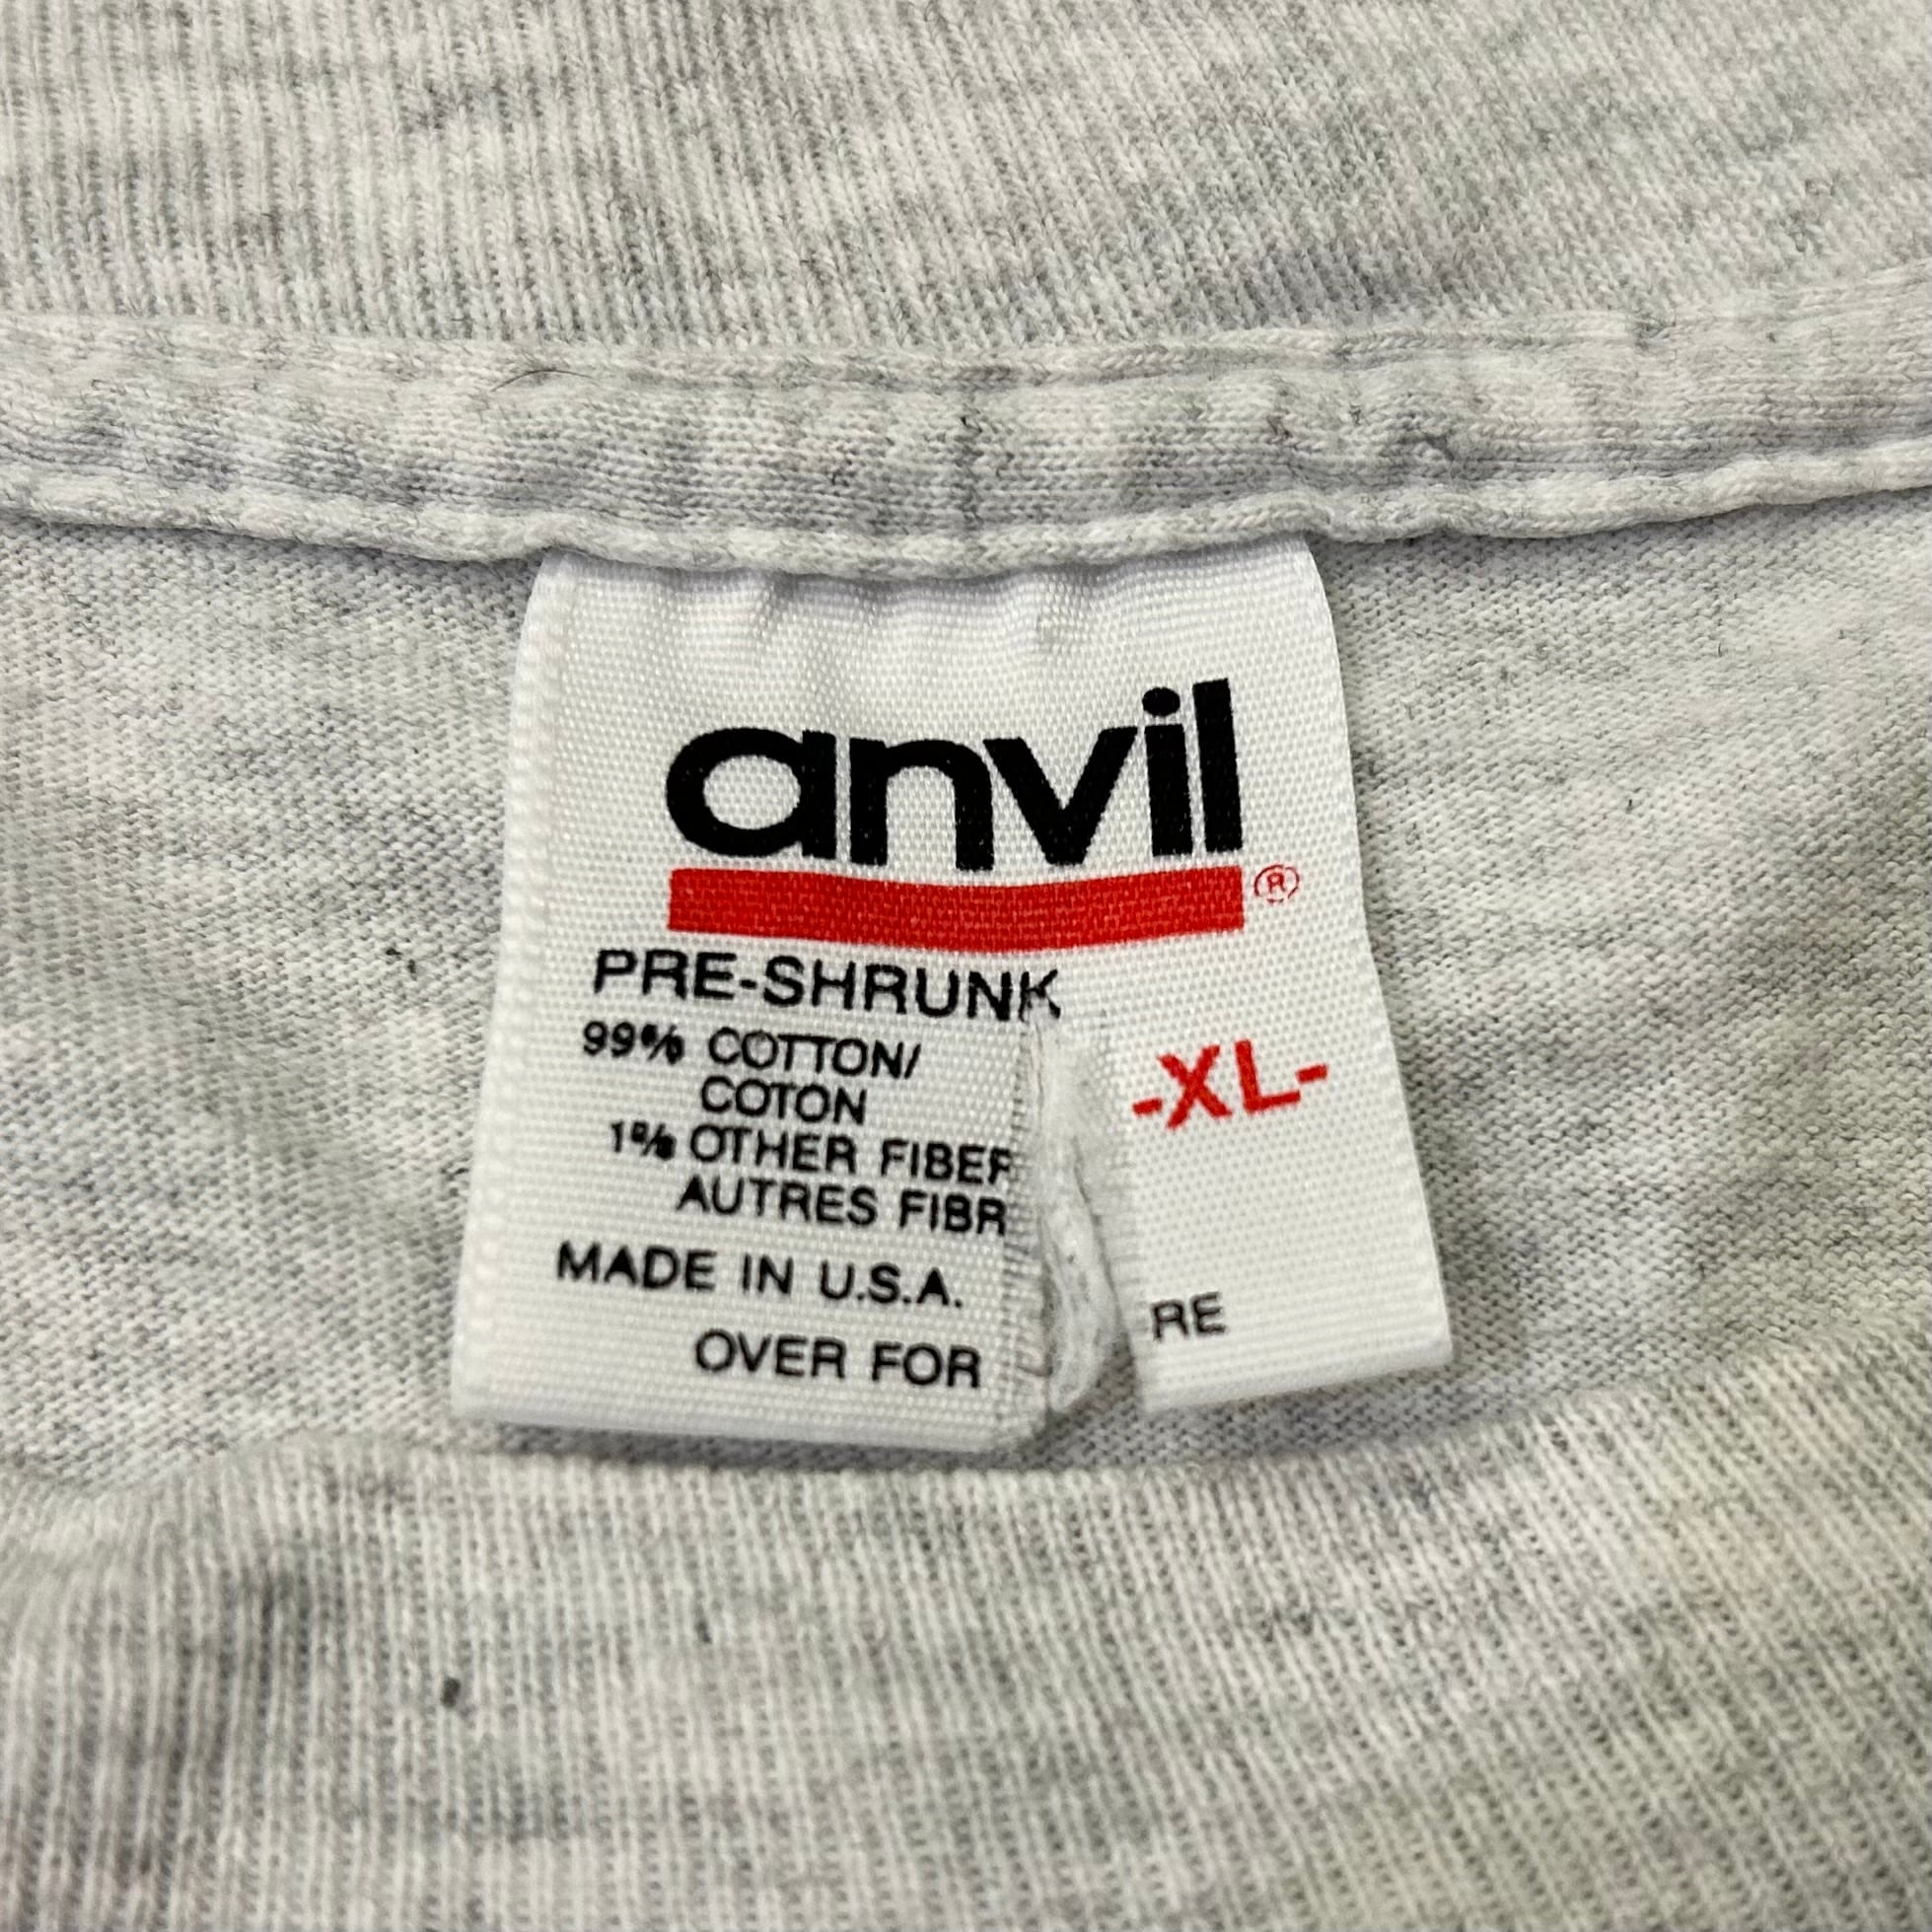 anvil
®
PRE-SHRUNK
-XL-
99% COTTON/
COTON
1% OTHER FIBER
AUTRES FIBR
MADE IN U.S.A.
OVER FOR RE